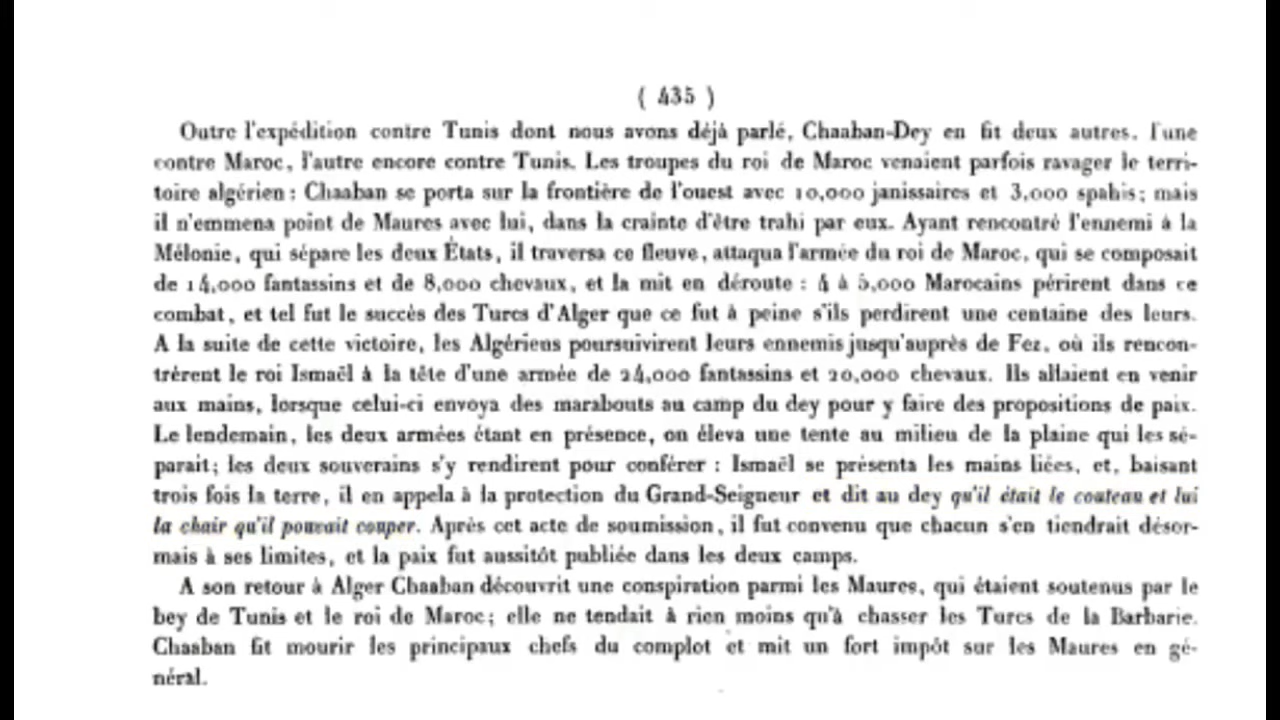 ( 435 )
Outre l'expédition contre Tunis dont nous avons déjà parlé, Chaaban-Dey en fit deux autres, l'une
contre Maroc, l'autre encore contre Tunis. Les troupes du roi de Maroc venaient parfois ravager le terri-
toire algérien : Chaaban se porta sur la frontière de l'ouest avec 10,000 janissaires et 3,000 spahis; mais
il n'emmena point de Maures avec lui, dans la crainte d'être trahi par eux. Ayant rencontré l'ennemi à la
Mélonie, qui sépare les deux États, il traversa ce fleuve, attaqua l'armée du roi de Maroc, qui se composait
de 14,000 fantassins et de 8,000 chevaux, et la mit en déroute : 4 à 5,000 Marocains périrent dans ce
combat, et tel fut le succès des Turcs d'Alger que ce fut à peine s'ils perdirent une centaine des leurs.
A la suite de cette victoire, les Algériens poursuivirent leurs ennemis jusqu'auprès de Fez, où ils rencon-
trèrent le roi Ismaël à la tête d'une armée de 24,000 fantassins et 20,000 chevaux. Ils allaient en venir
aux mains, lorsque celui-ci envoya des marabouts au camp du dey pour y faire des propositions de paix.
Le lendemain, les deux armées étant en présence, on éleva une tente au milieu de la plaine qui les sé-
parait; les deux souverains s'y rendirent pour conférer : Ismaël se présenta les mains liées, et, baisant
trois fois la terre, il en appela à la protection du Grand-Seigneur et dit au dey qu'il était le couteau et lui
la chair qu'il pouvait couper. Après cet acte de soumission, il fut convenu que chacun s'en tiendrait désor-
mais à ses limites, et la paix fut aussitôt publiée dans les deux camps.
A son retour à Alger Chaaban découvrit une conspiration parmi les Maures, qui étaient soutenus par le
bey de Tunis et le roi de Maroc; elle ne tendait à rien moins qu'à chasser les Turcs de la Barbarie.
Chaaban fit mourir les principaux chefs du complot et mit un fort impôt sur les Maures en gé-
néral.